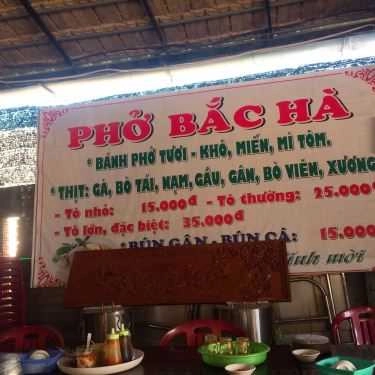 PHỞ BẮC HÀ
* BÁNH PHỞ TƯƠI - KHÔ, MIẾN, MÌ TÔM.
* THỊT: GÀ, BÒ TÁI, NẠM, GẦU, GÂN, BÒ VIÊN, XƯƠNG
- Tô nhỏ: 15.000đ - Tô thường: 25.000đ
- Tô lớn, đặc biệt: 35.000đ
* BÚN GÂN - BÚN CÁ: 15.000
Kính mời